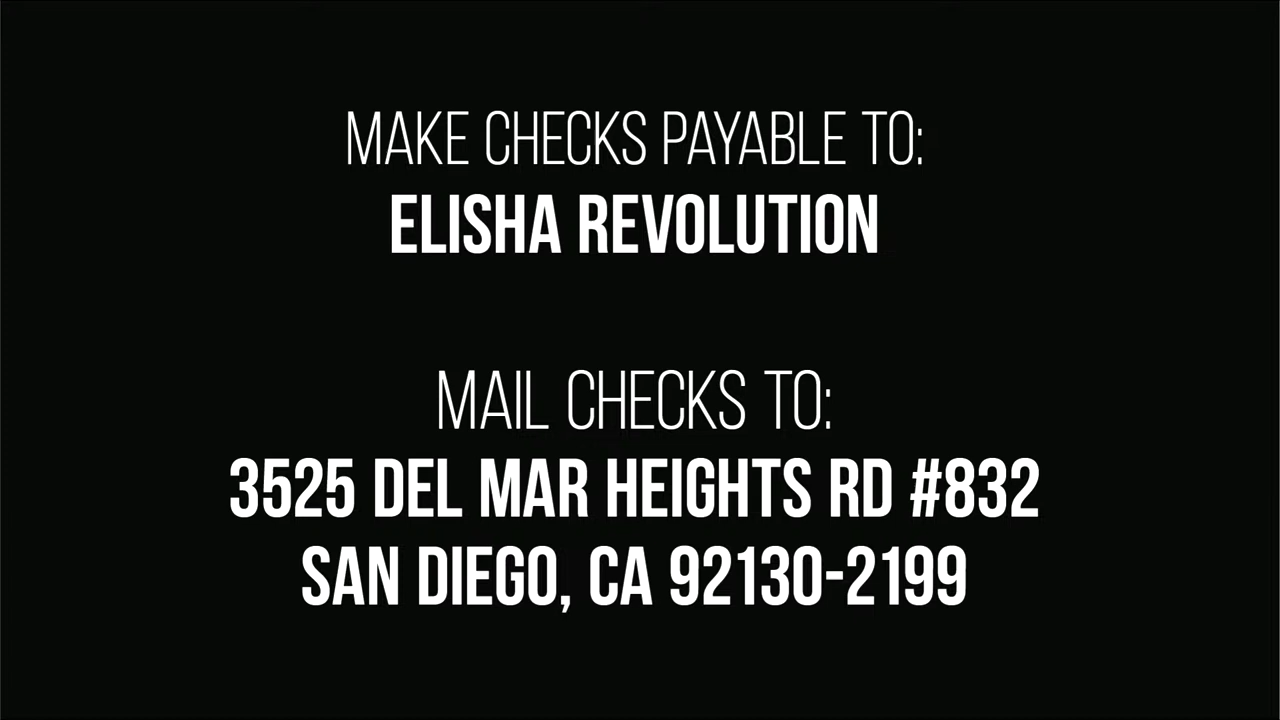 MAKE CHECKS PAYABLE TO:
ELISHA REVOLUTION
MAIL CHECKS TO:
3525 DEL MAR HEIGHTS RD #832
SAN DIEGO, CA 92130-2199